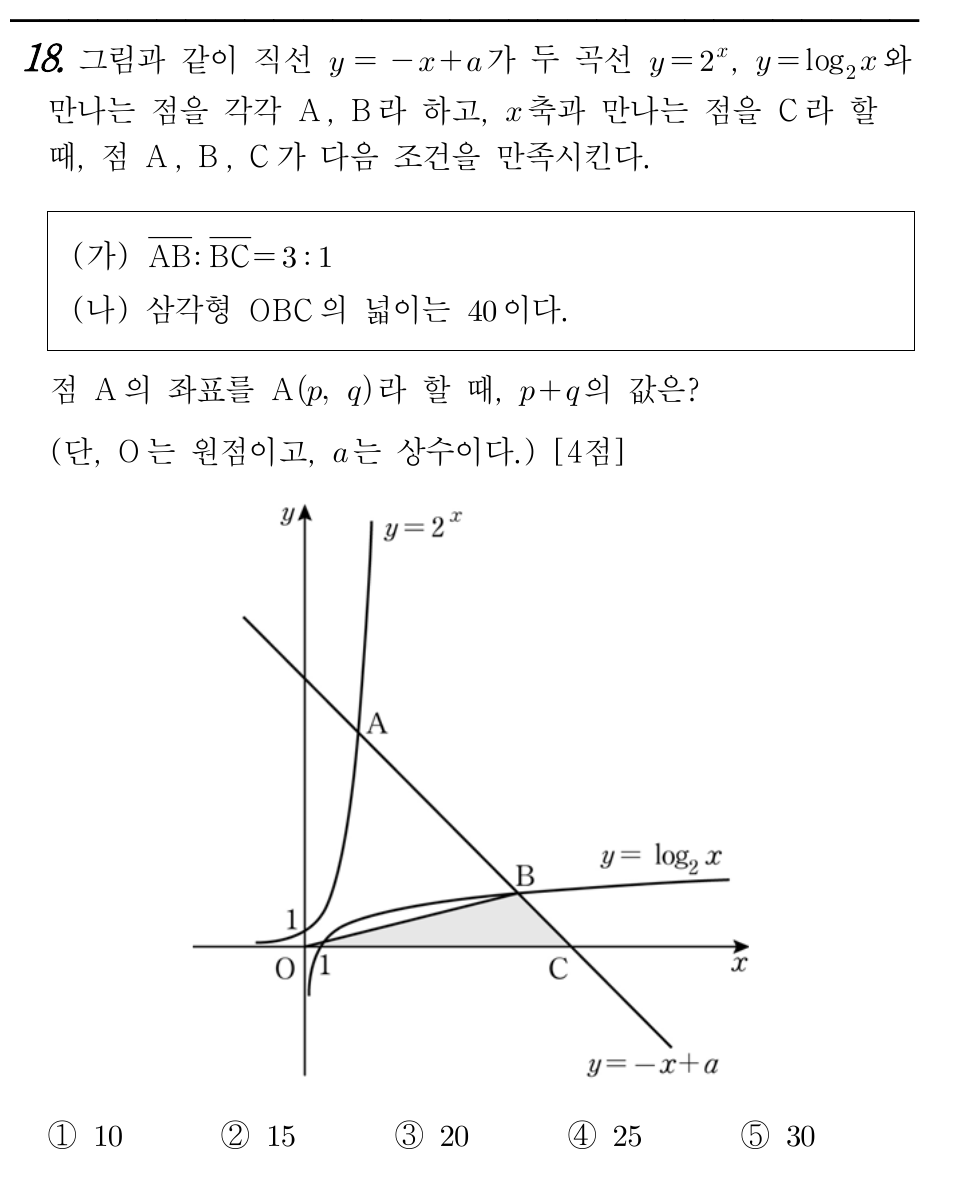 18. 그림과 같이 직선 y = −x+a가 두 곡선 y=2^x, y=log₂x와
만나는 점을 각각 A, B라 하고, x축과 만나는 점을 C라 할
때, 점 A, B, C가 다음 조건을 만족시킨다.
(가) A̅B̅ : B̅C̅ = 3 : 1
(나) 삼각형 OBC의 넓이는 40이다.
점 A의 좌표를 A(p, q)라 할 때, p+q의 값은?
(단, O는 원점이고, a는 상수이다.) [4점]
y
y=2^x
A
y= log₂x
B
1
O
1
C
x
y=−x+a
① 10 ② 15 ③ 20 ④ 25 ⑤ 30